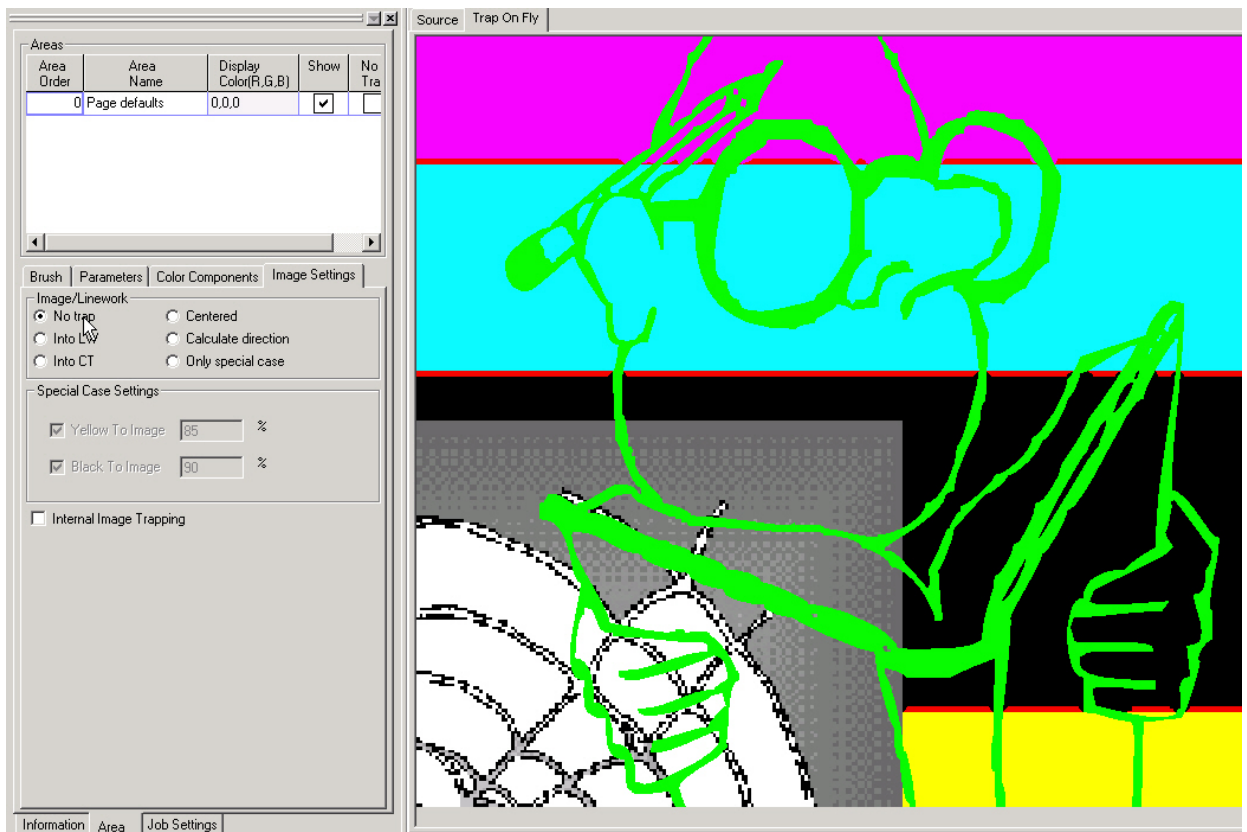 Source Trap On Fly
Areas
Area Order Area Name Display Color(R,G,B) Show No Tra
0 Page defaults 0,0,0
Brush Parameters Color Components Image Settings
Image/Linework
No trap Centered
Into LW Calculate direction
Into CT Only special case
Special Case Settings
Yellow To Image 85 %
Black To Image 90 %
Internal Image Trapping
Information Area Job Settings